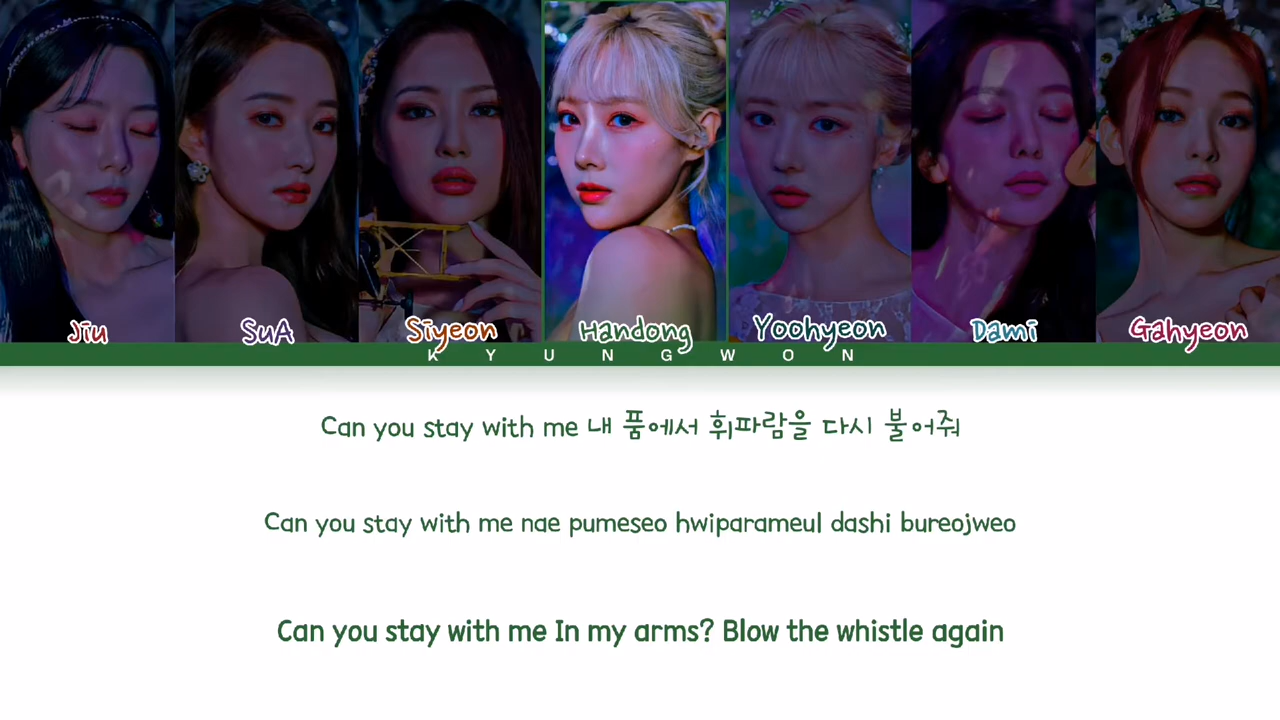 Jiu SuA Siyeon Handong Yoohyeon Dami Gahyeon
KYUNGWON
Can you stay with me 내 품에서 휘파람을 다시 불어줘
Can you stay with me nae pumeseo hwiparameul dashi bureojweo
Can you stay with me In my arms? Blow the whistle again